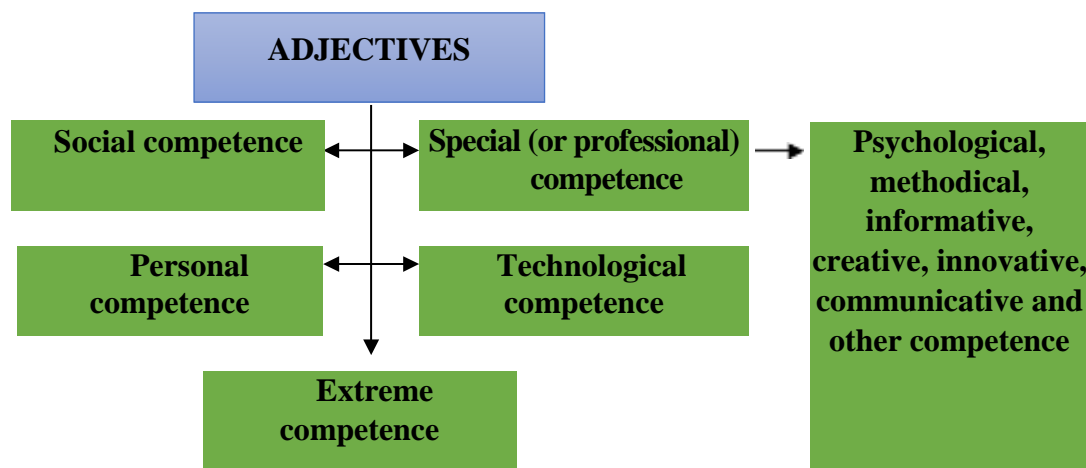 ADJECTIVES
Social competence
Special (or professional)
competence
Psychological,
methodical,
informative,
creative, innovative,
communicative and
other competence
Personal
competence
Technological
competence
Extreme
competence